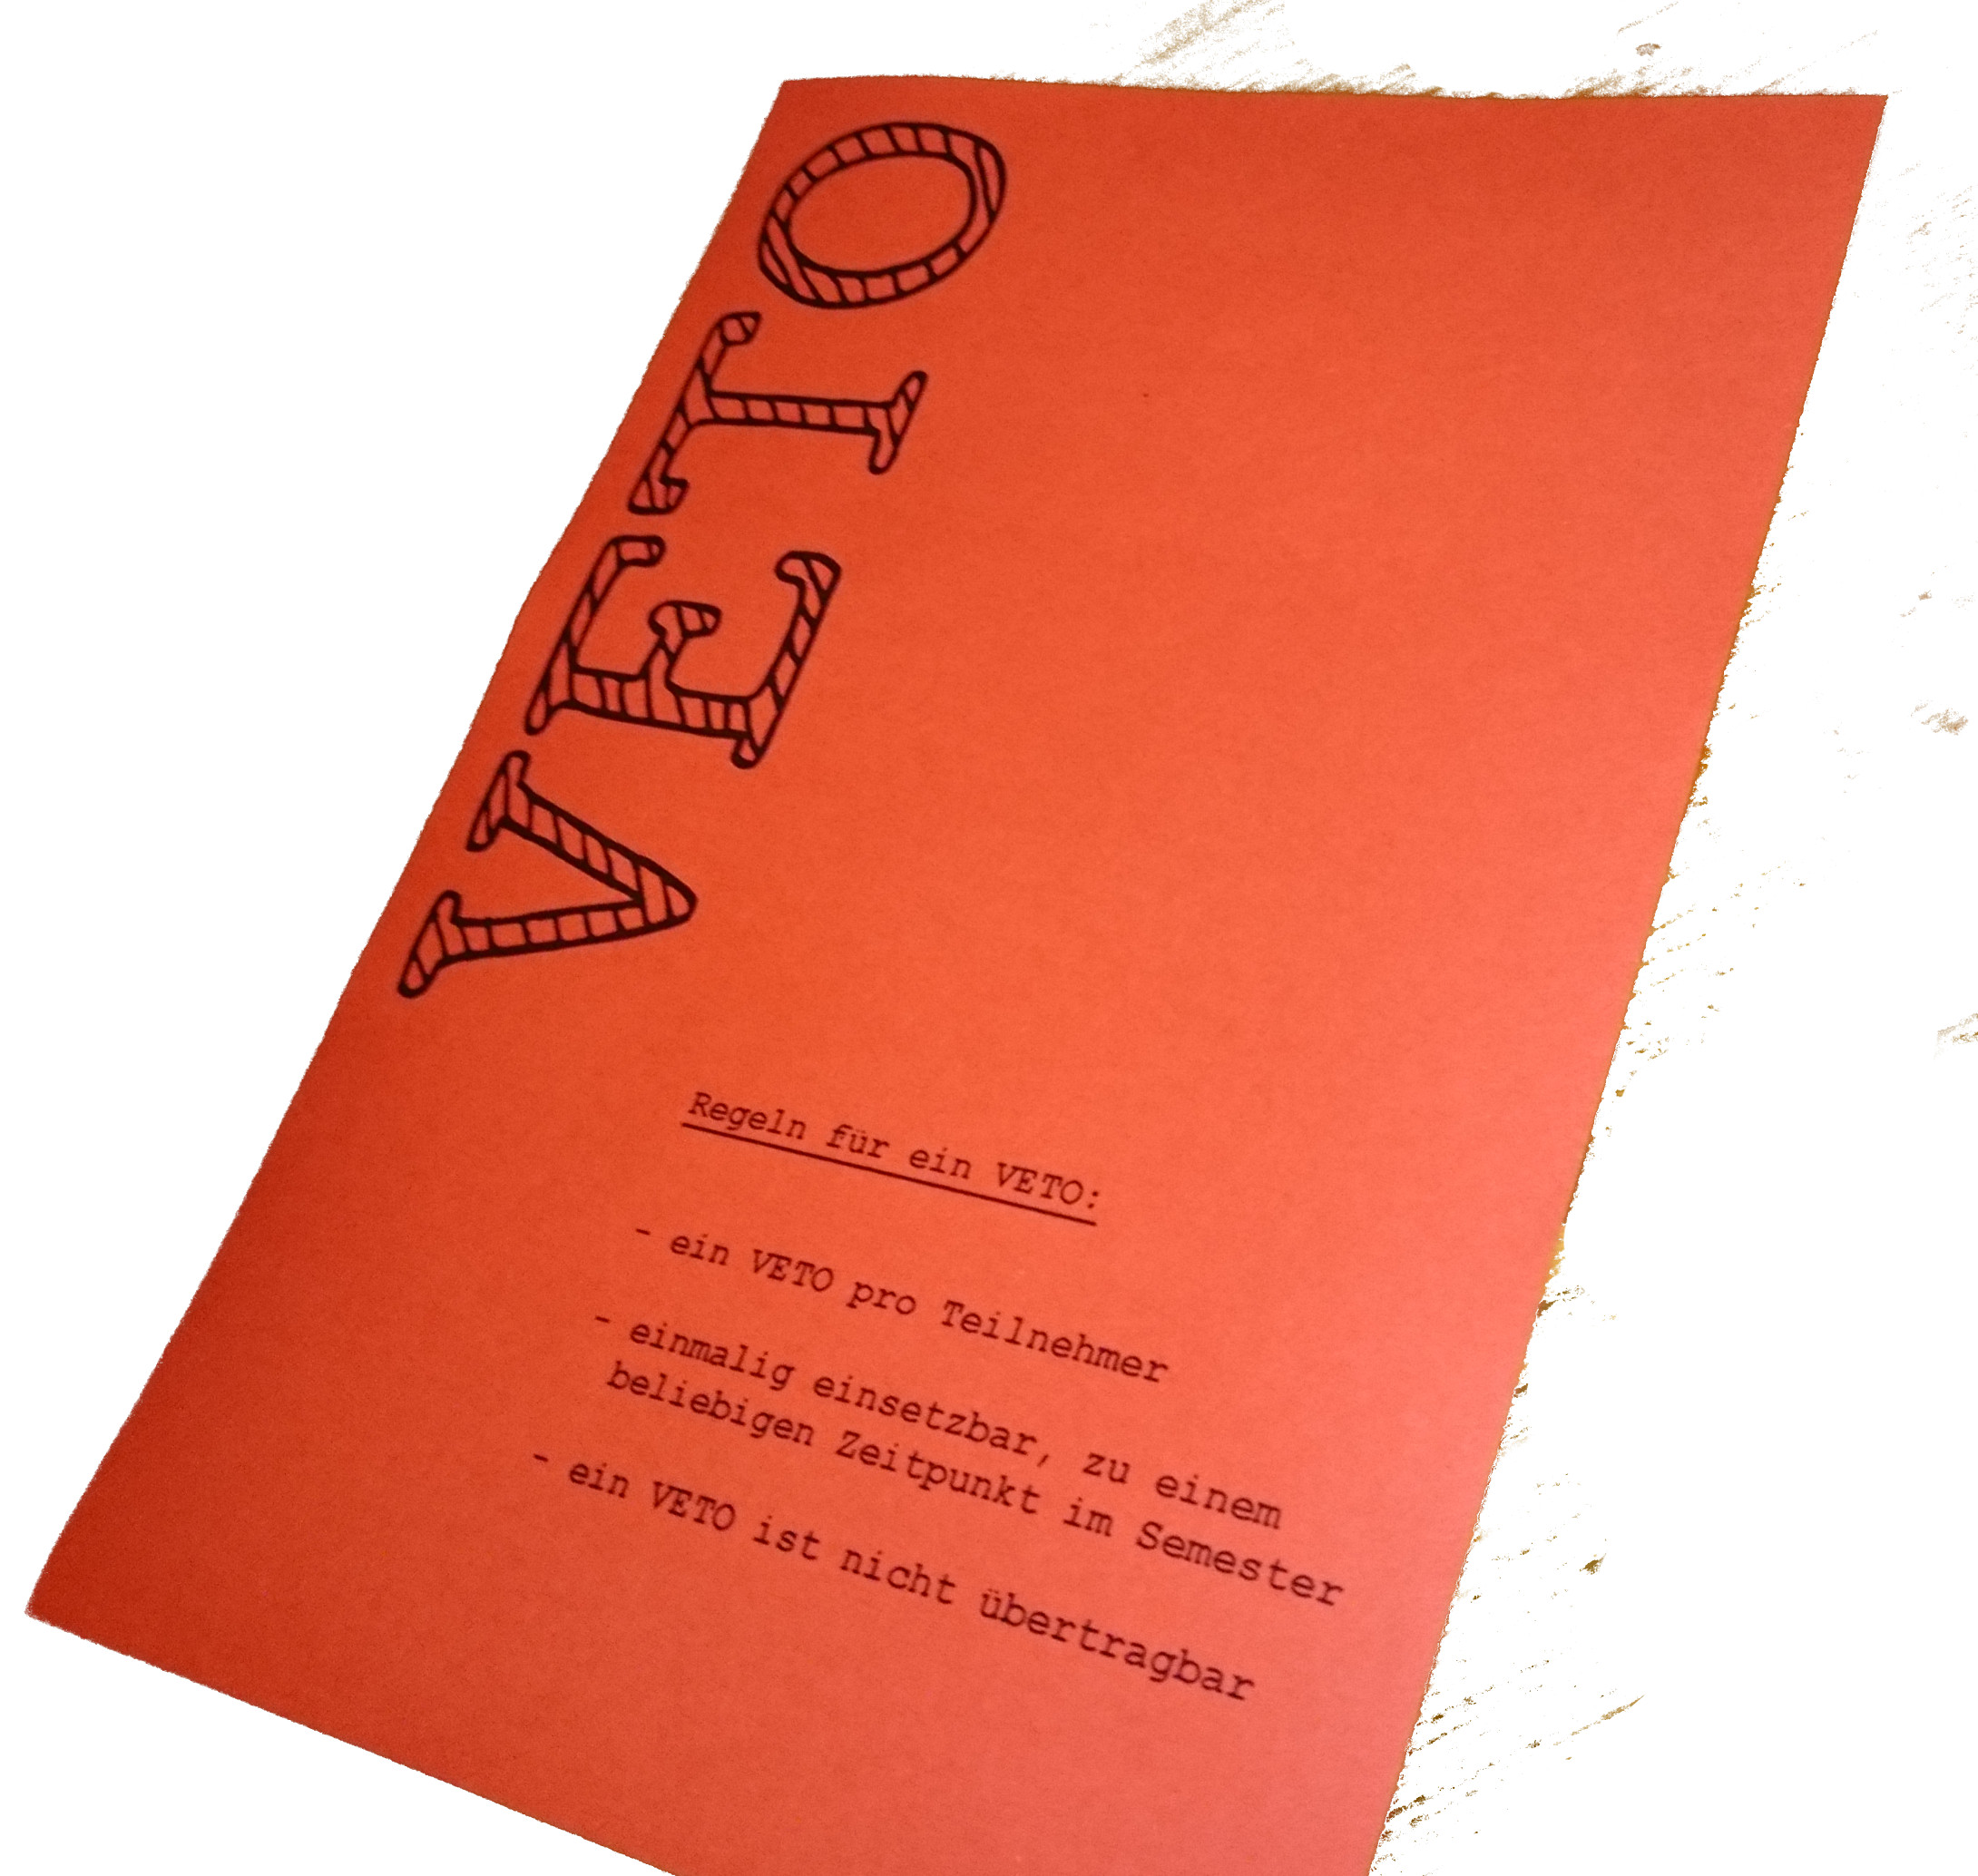 VETO
Regeln für ein VETO:
- ein VETO pro Teilnehmer
- einmalig einsetzbar, zu einem
beliebigen Zeitpunkt im Semester
- ein VETO ist nicht übertragbar